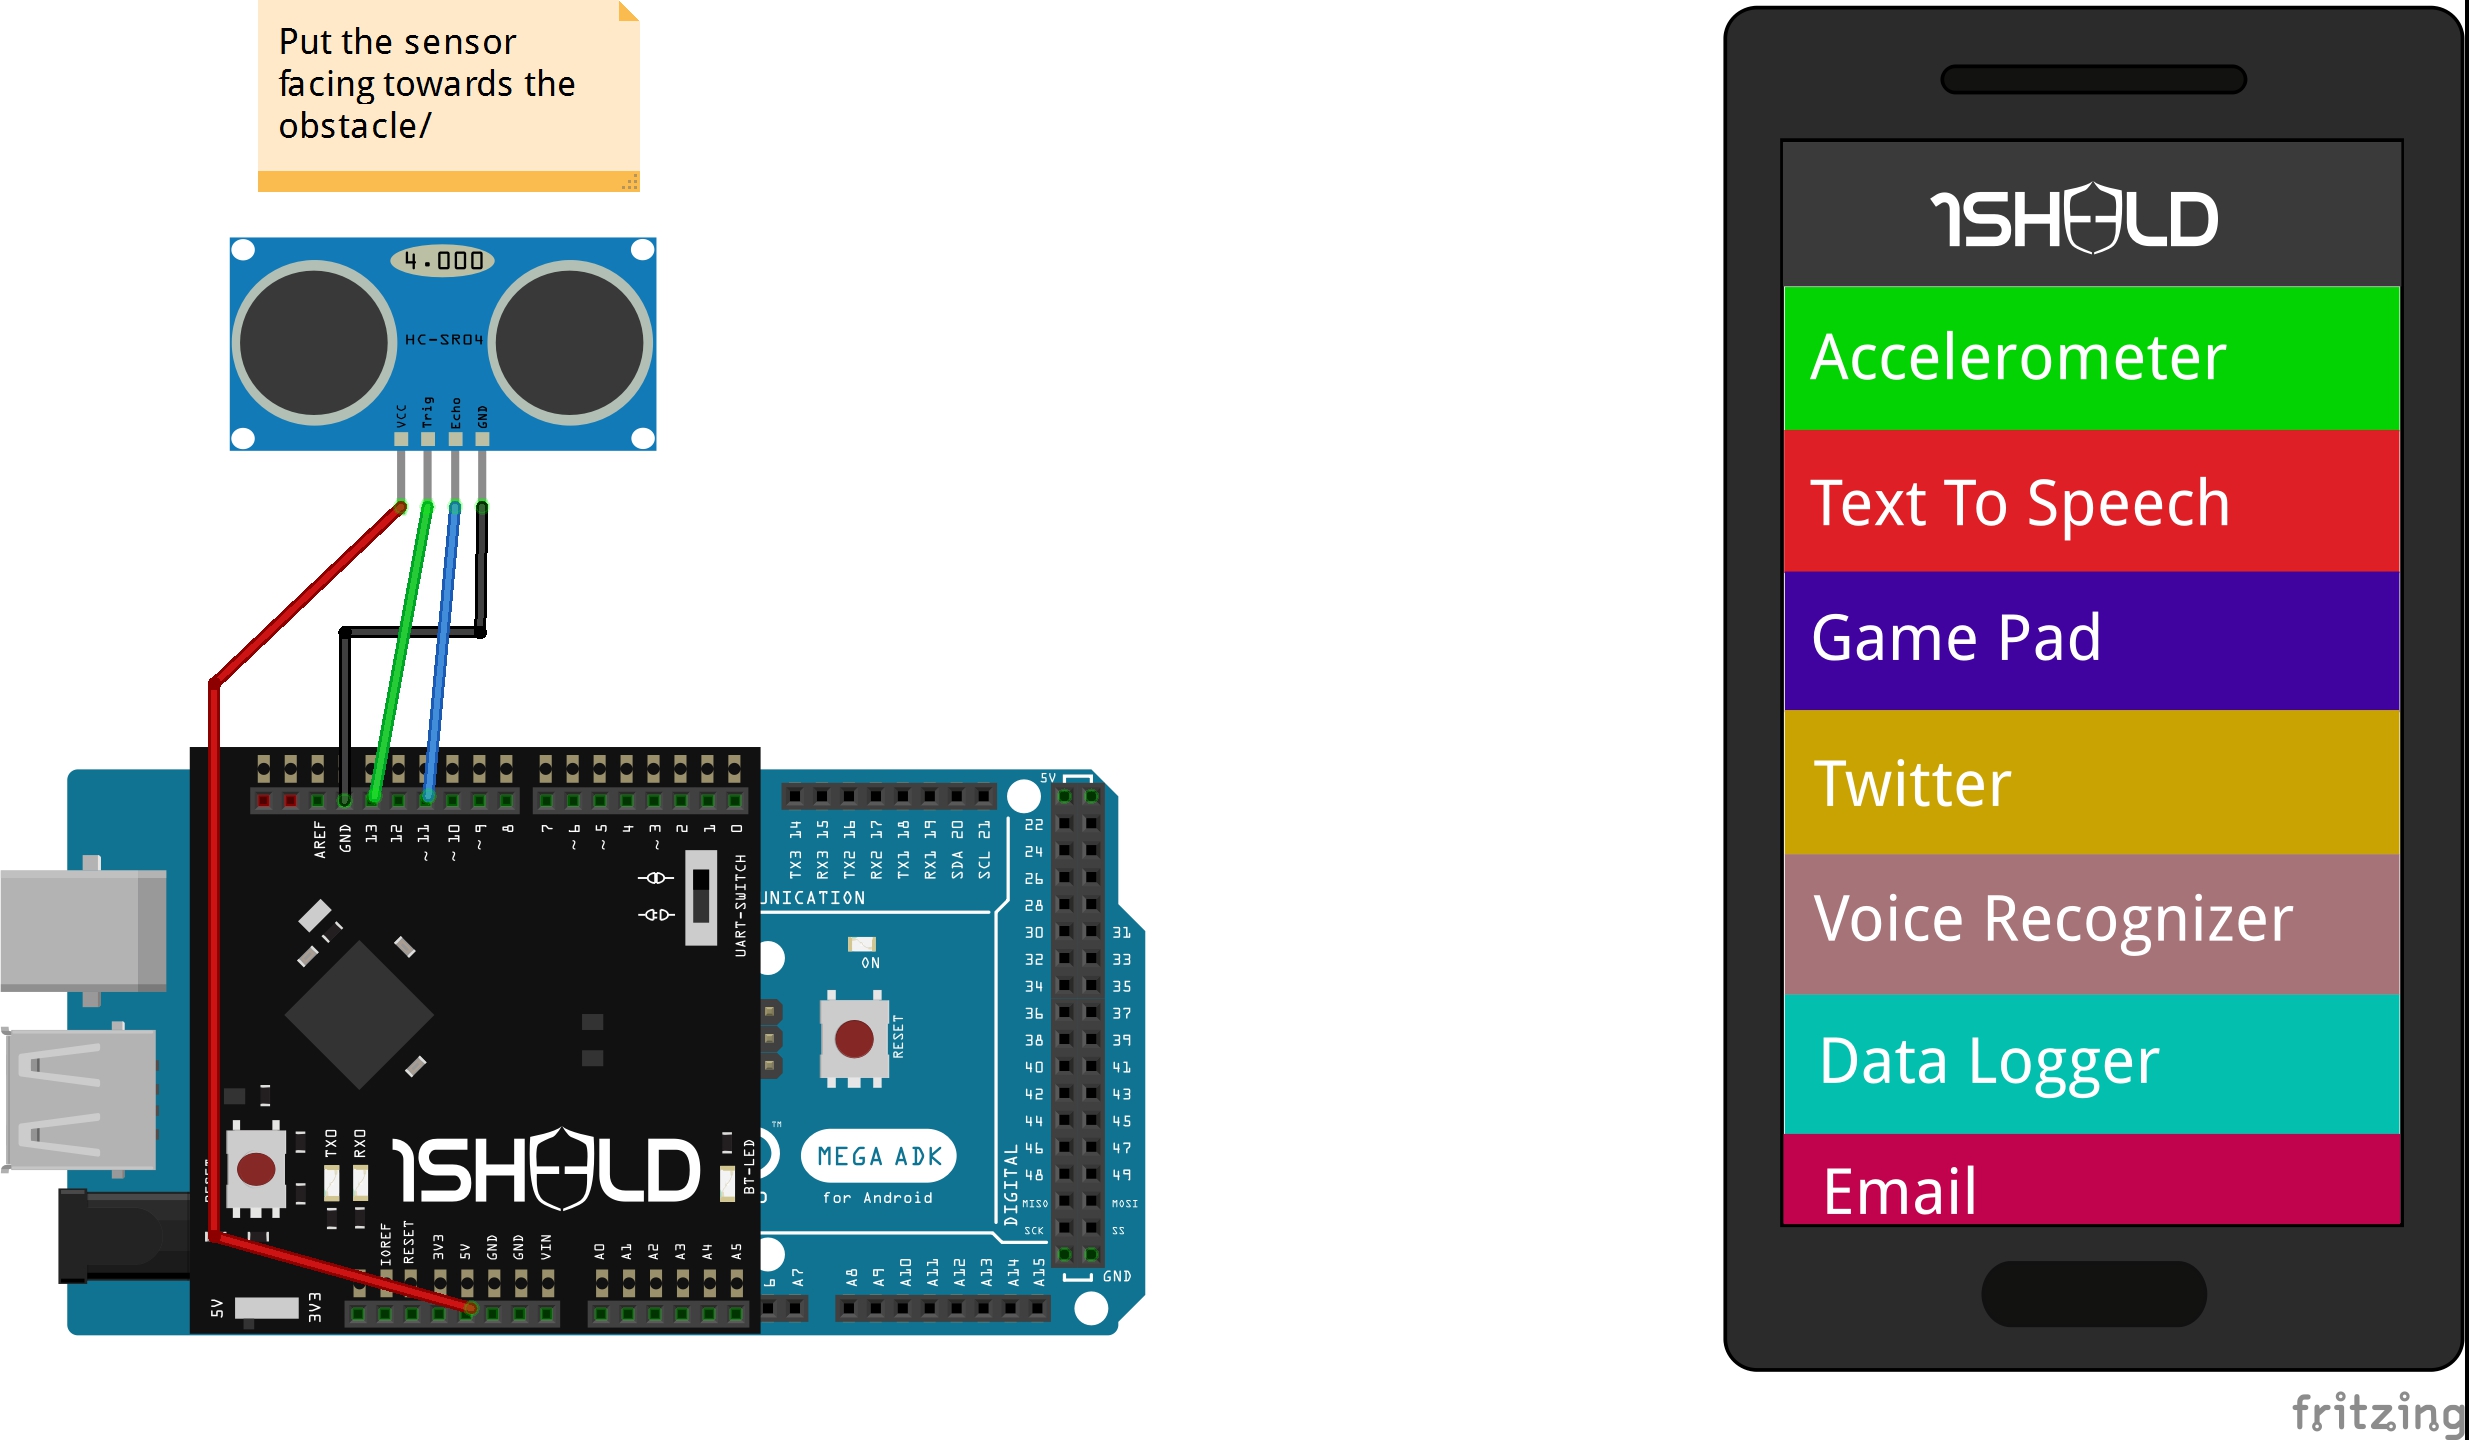 Put the sensor
facing towards the
obstacle/
4.000
HC-SR04
VCC
Trig
Echo
GND
AREF
GND
13
12
~ 11
~ 10
~ 9
8
7
~ 6
~ 5
4
~ 3
2
1
0
UART-SWITCH
TX3 14
RX3 15
TX2 16
RX2 17
TX1 18
RX1 19
SDA 20
SCL 21
UNICATION
ON
RESET
5V
22
24
26
28
30 31
32 33
34 35
36 37
38 39
40 41
42 43
44 45
46 47
48 49
MISO MOSI
SCK SS
GND
DIGITAL
TM
MEGA ADK
for Android
TX0
RX0
1SHEELD
BT-LED
IOREF
RESET
3V3
5V
GND
GND
VIN
A0
A1
A2
A3
A4
A5
6
A7
A8
A9
A10
A11
A12
A13
A14
A15
5V
3V3
1SHEELD
Accelerometer
Text To Speech
Game Pad
Twitter
Voice Recognizer
Data Logger
Email
fritzing